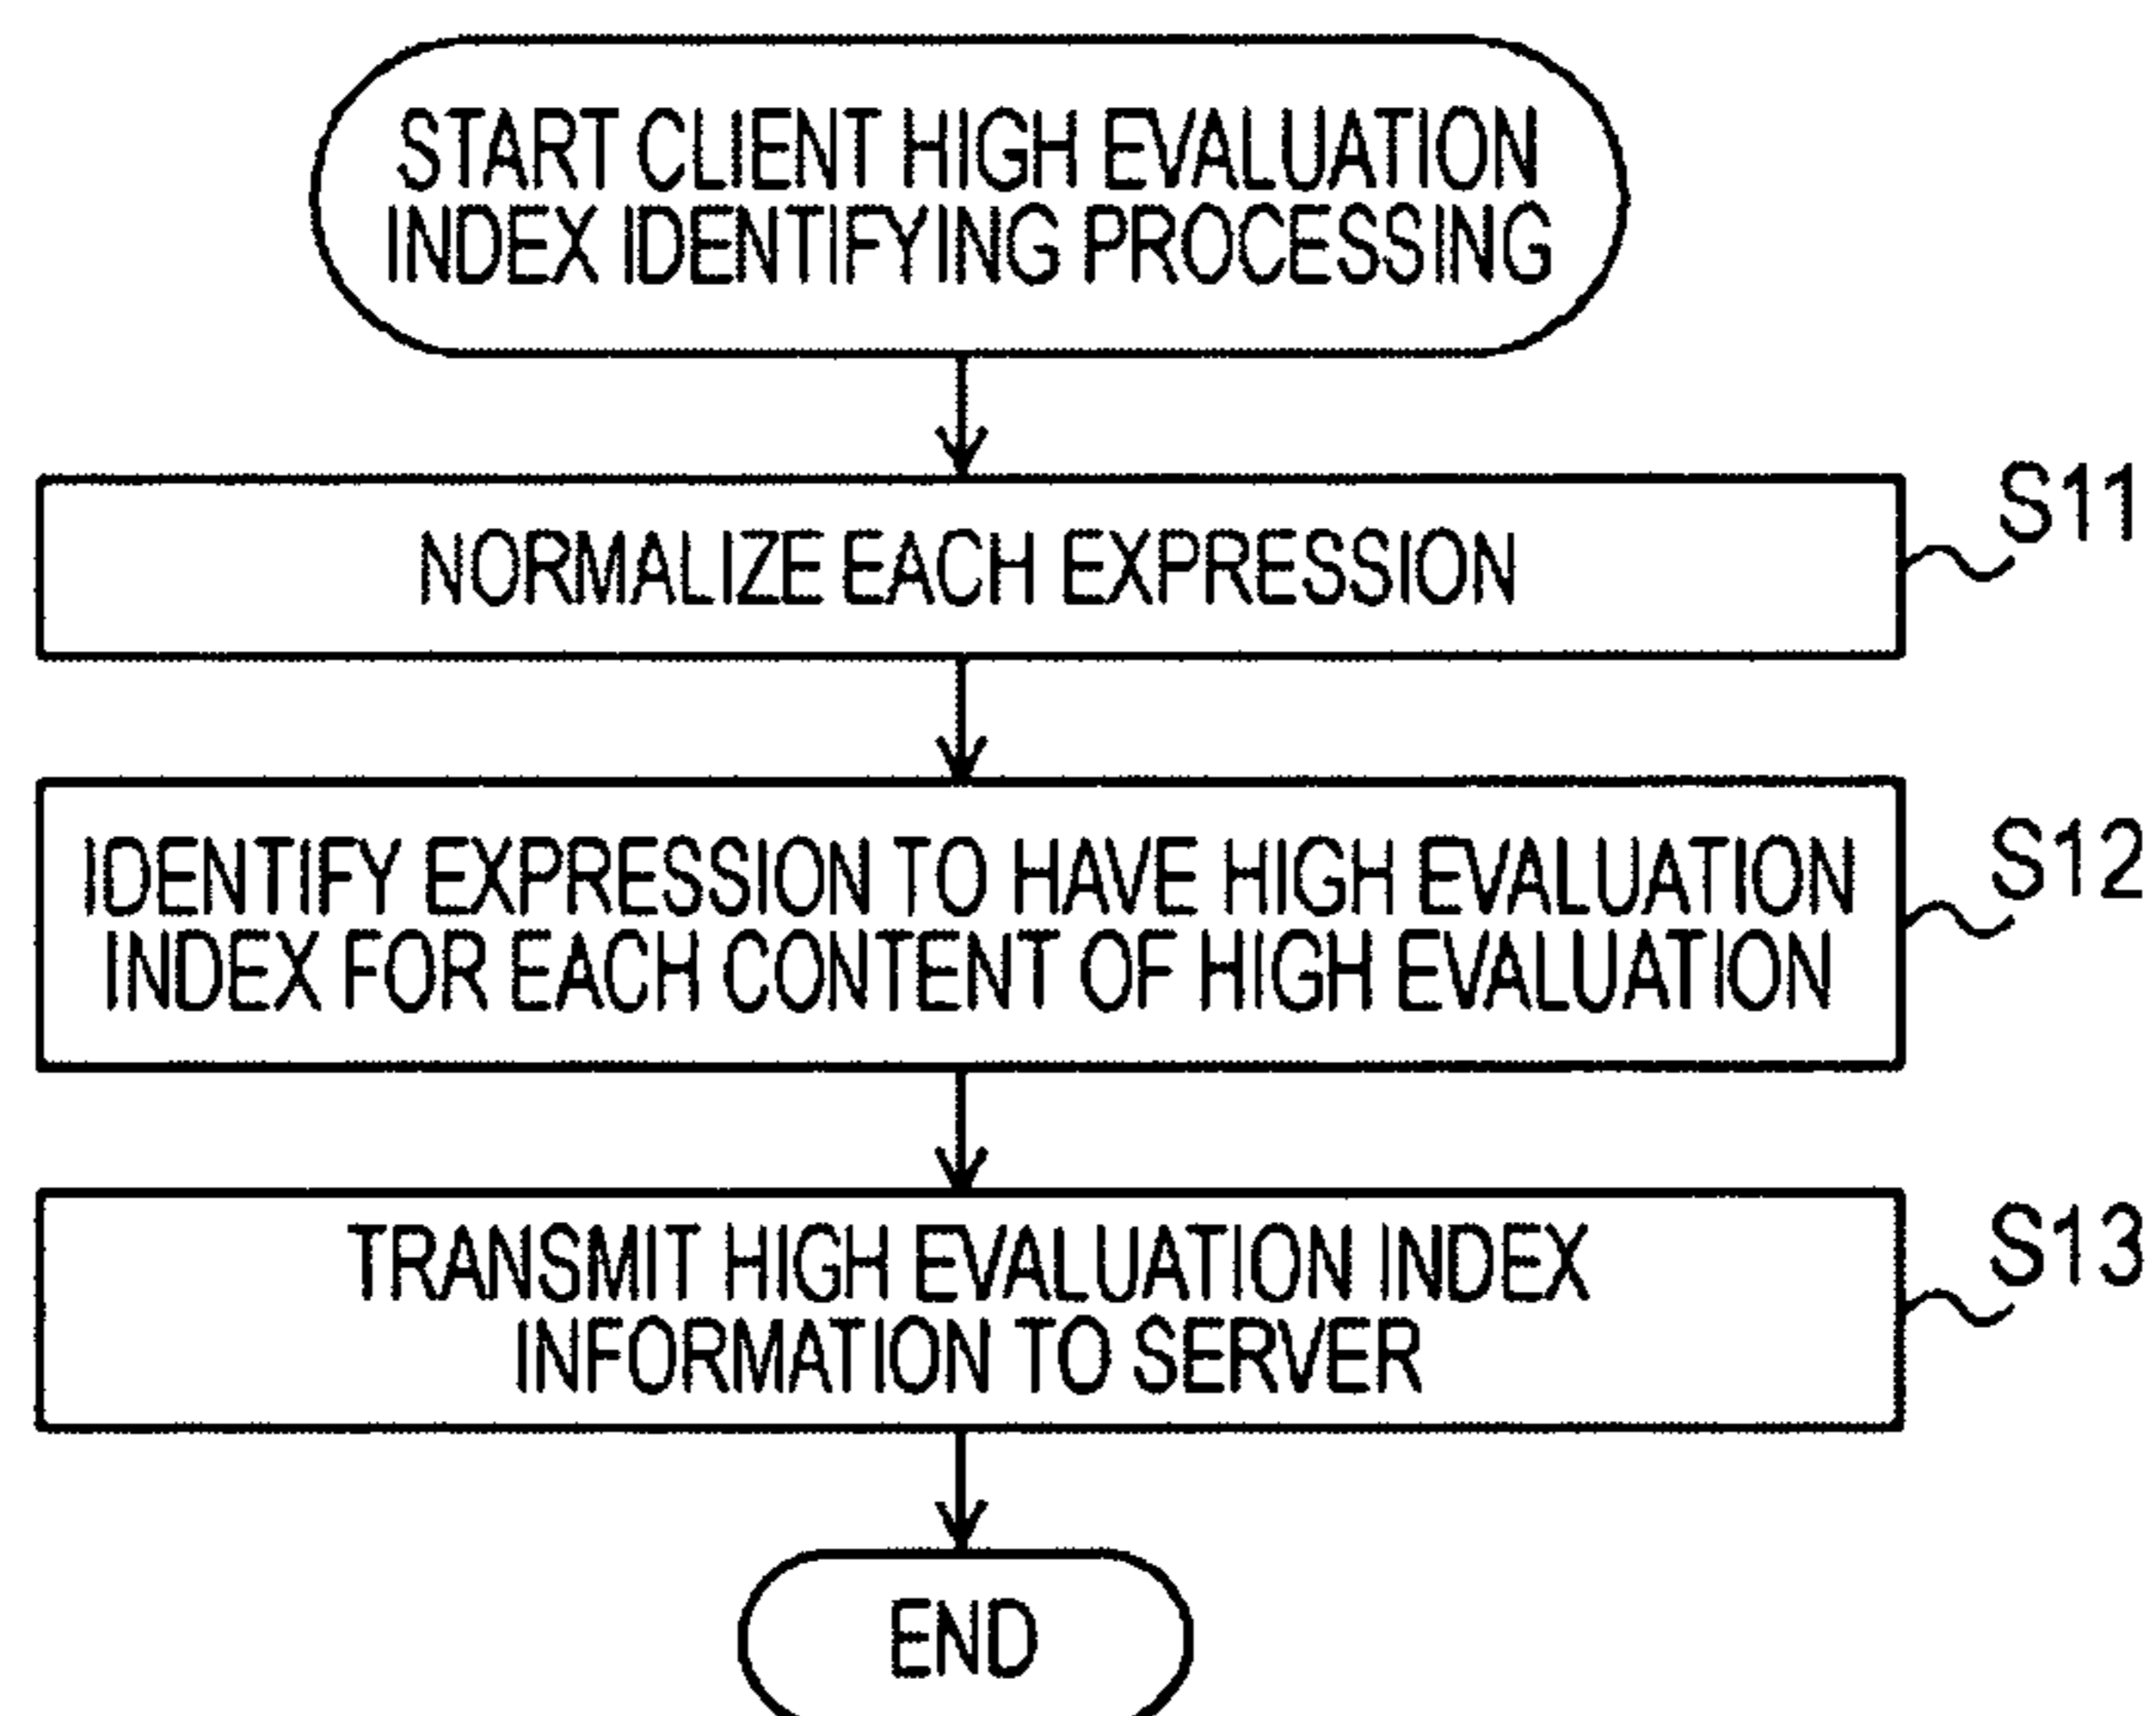 START CLIENT HIGH EVALUATION
INDEX IDENTIFYING PROCESSING
S11
NORMALIZE EACH EXPRESSION
S12
IDENTIFY EXPRESSION TO HAVE HIGH EVALUATION
INDEX FOR EACH CONTENT OF HIGH EVALUATION
S13
TRANSMIT HIGH EVALUATION INDEX
INFORMATION TO SERVER
END